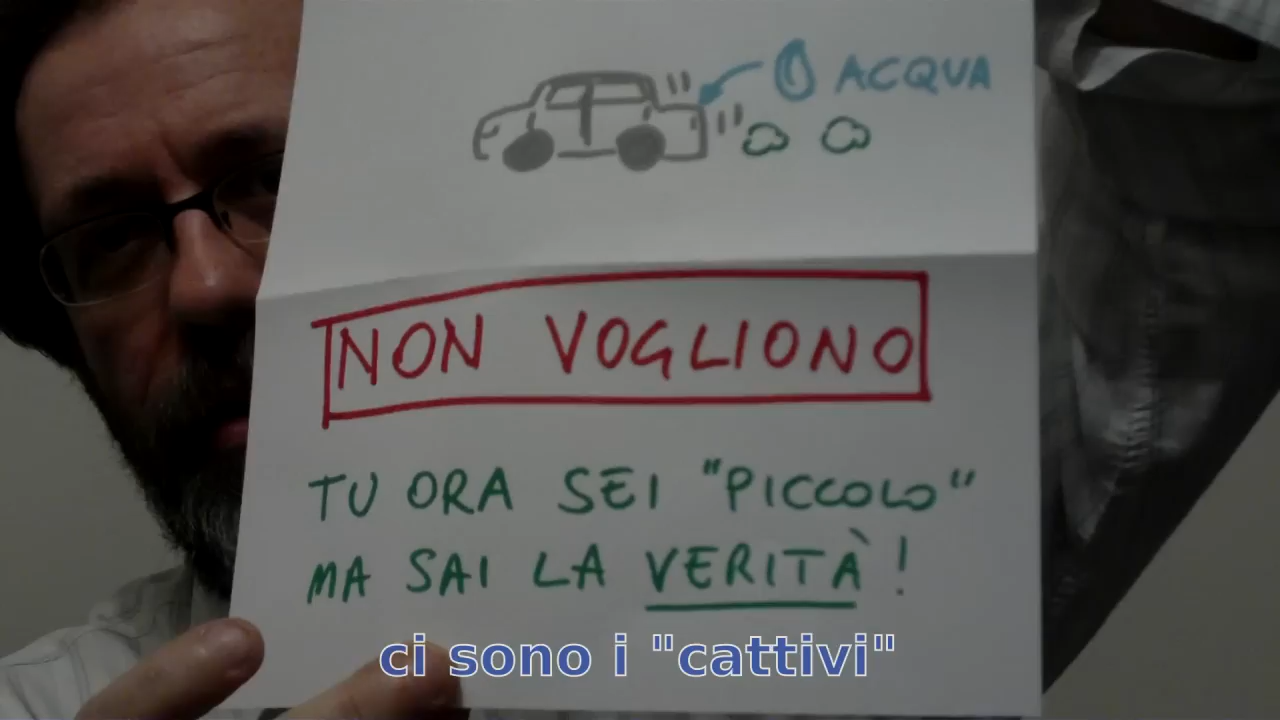 ACQUA
NON VOGLIONO
TU ORA SEI "PICCOLO"
MA SAI LA VERITÀ!
ci sono i "cattivi"